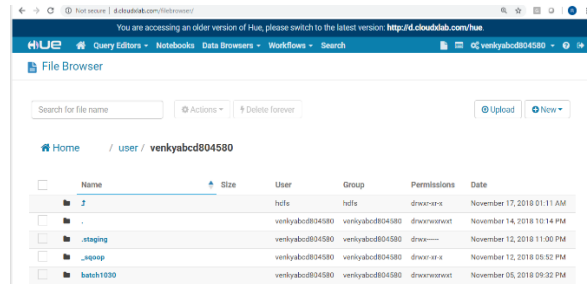 Not secure | d.cloudxlab.com/filebrowser/
You are accessing an older version of Hue, please switch to the latest version: http://d.cloudxlab.com/hue.
HUE Query Editors Notebooks Data Browsers Workflows Search venkyabcd804580
File Browser
Search for file name Actions Delete forever Upload New
Home / user / venkyabcd804580
Name Size User Group Permissions Date
hdfs hdfs drwxr-xr-x November 17, 2018 01:11 AM
. venkyabcd804580 venkyabcd804580 drwxrwxrwxt November 14, 2018 10:14 PM
.staging venkyabcd804580 venkyabcd804580 drwx------ November 12, 2018 11:00 PM
_sqoop venkyabcd804580 venkyabcd804580 drwxr-xr-x November 12, 2018 05:52 PM
batch1030 venkyabcd804580 venkyabcd804580 drwxrwxrwxt November 05, 2018 09:32 PM